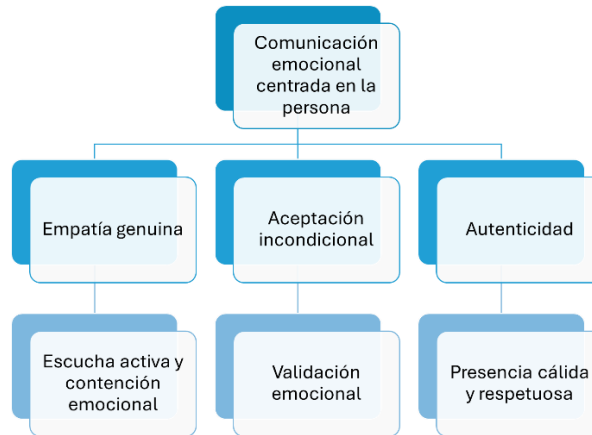 Comunicación
emocional
centrada en la
persona
Empatía genuina
Aceptación
incondicional
Autenticidad
Escucha activa y
contención
emocional
Validación
emocional
Presencia cálida
y respetuosa